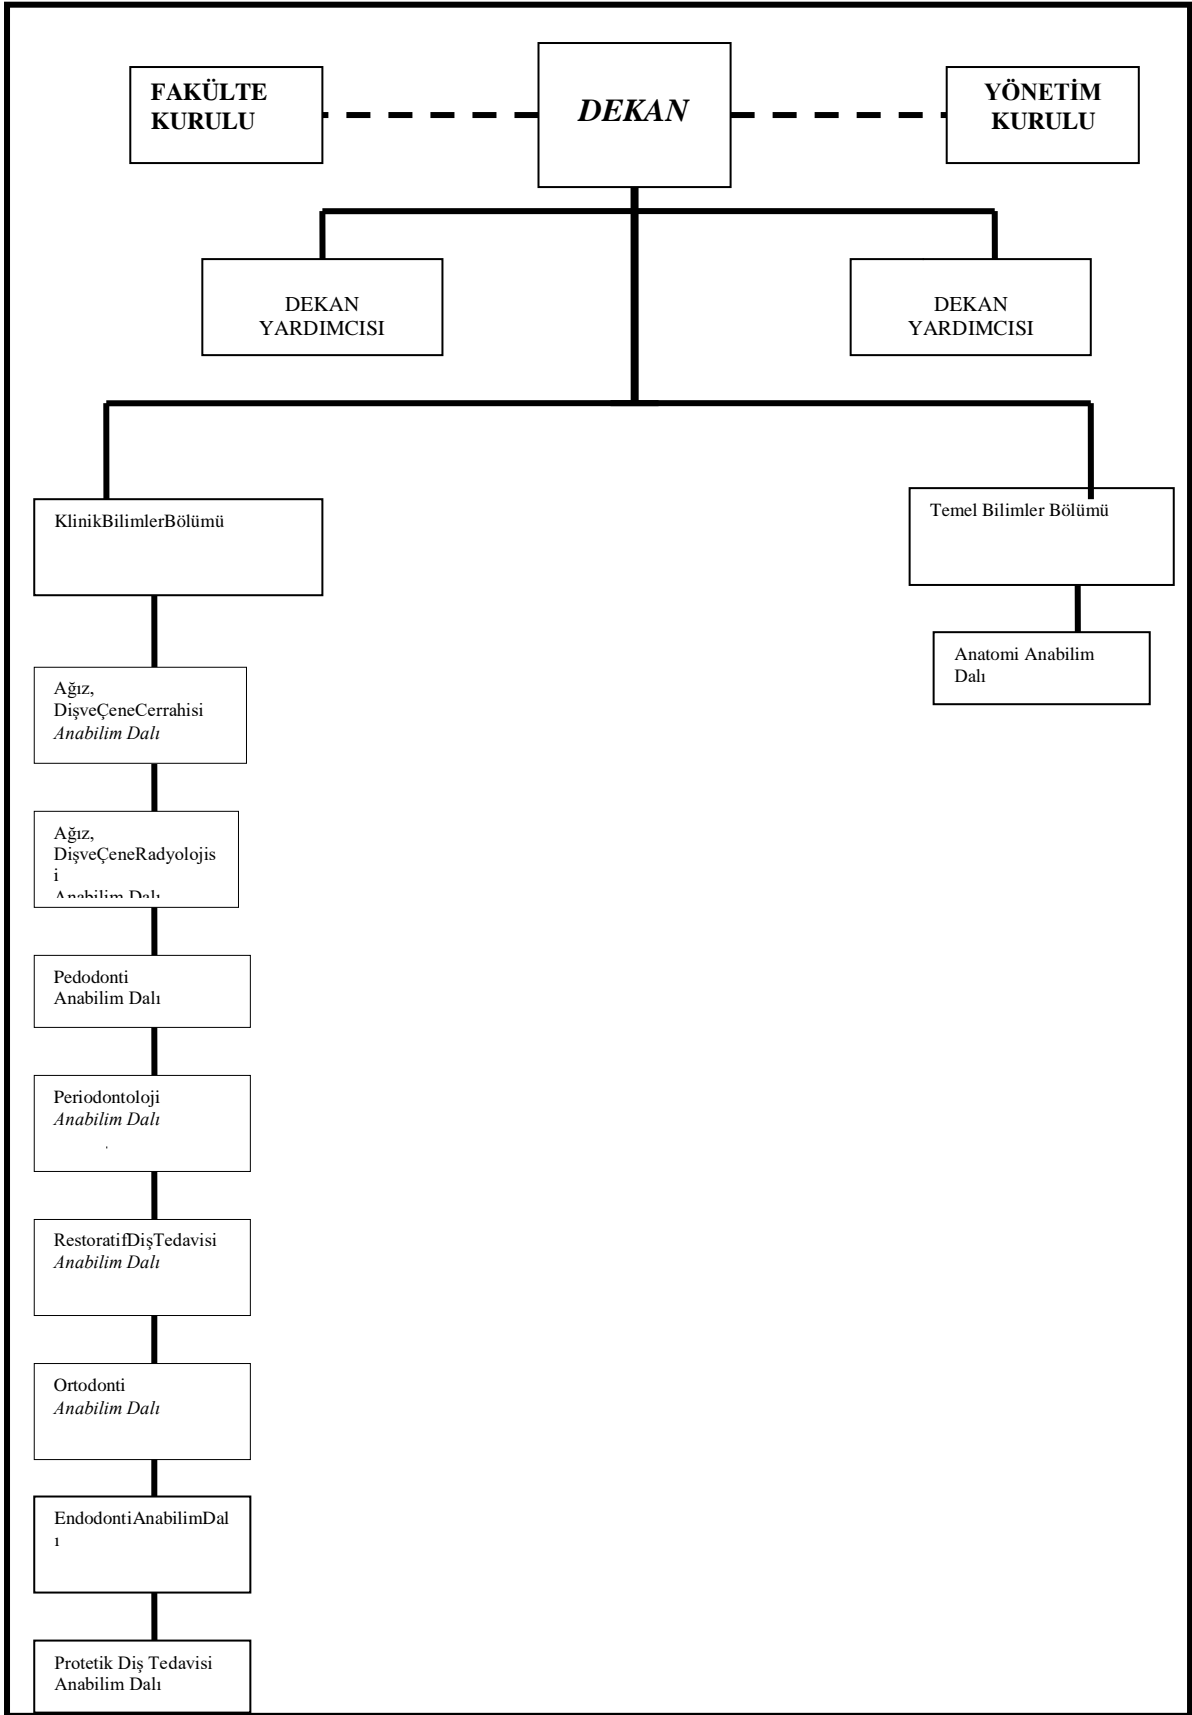 FAKÜLTE
KURULU
DEKAN
YÖNETİM
KURULU
DEKAN
YARDIMCISI
DEKAN
YARDIMCISI
KlinikBilimlerBölümü
Temel Bilimler Bölümü
Anatomi Anabilim
Dalı
Ağız,
DişveÇeneCerrahisi
Anabilim Dalı
Ağız,
DişveÇeneRadyolojis
i
Anabilim Dalı
Pedodonti
Anabilim Dalı
Periodontoloji
Anabilim Dalı
RestoratifDişTedavisi
Anabilim Dalı
Ortodonti
Anabilim Dalı
EndodontiAnabilimDal
ı
Protetik Diş Tedavisi
Anabilim Dalı